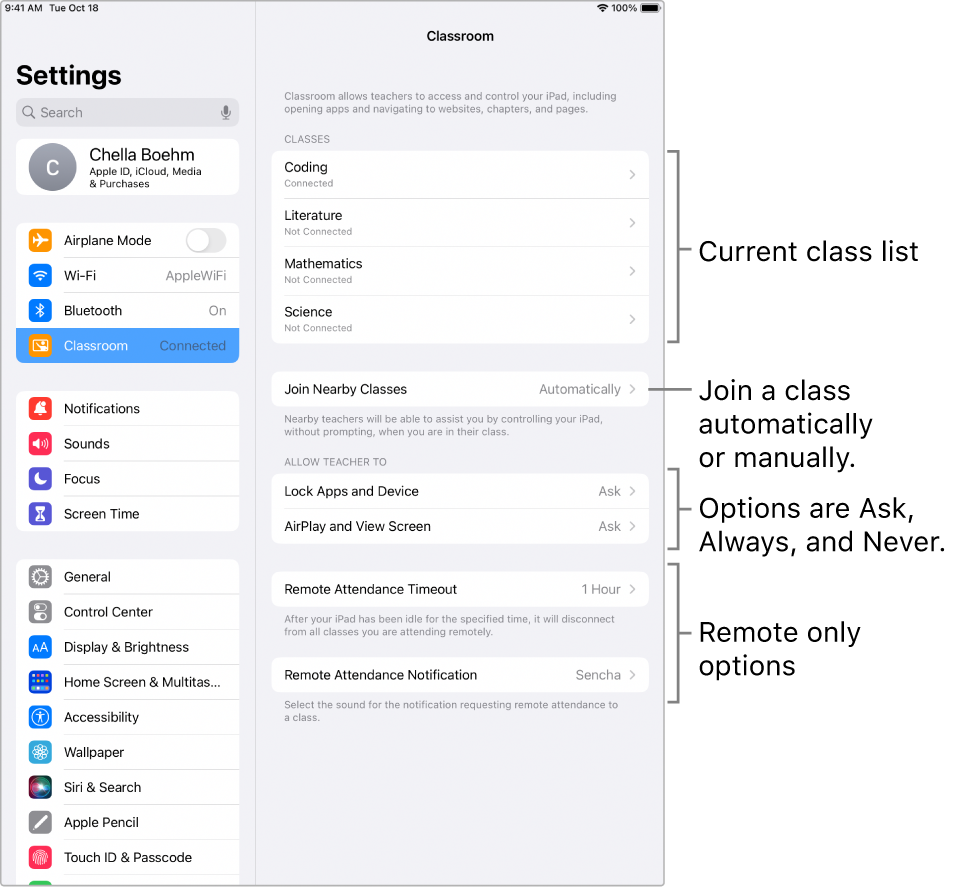 9:41 AM Tue Oct 18
100%
Settings
Search
C
Chella Boehm
Apple ID, iCloud, Media
& Purchases
Airplane Mode
Wi-Fi AppleWiFi
Bluetooth On
Classroom Connected
Notifications
Sounds
Focus
Screen Time
General
Control Center
AA Display & Brightness
Home Screen & Multitas...
Accessibility
Wallpaper
Siri & Search
Apple Pencil
Touch ID & Passcode
Classroom
Classroom allows teachers to access and control your iPad, including
opening apps and navigating to websites, chapters, and pages.
CLASSES
Coding
Connected
Literature
Not Connected
Mathematics
Not Connected
Science
Not Connected
Join Nearby Classes Automatically
Nearby teachers will be able to assist you by controlling your iPad,
without prompting, when you are in their class.
ALLOW TEACHER TO
Lock Apps and Device Ask
AirPlay and View Screen Ask
Remote Attendance Timeout 1 Hour
After your iPad has been idle for the specified time, it will disconnect
from all classes you are attending remotely.
Remote Attendance Notification Sencha
Select the sound for the notification requesting remote attendance to
a class.
Current class list
Join a class
automatically
or manually.
Options are Ask,
Always, and Never.
Remote only
options